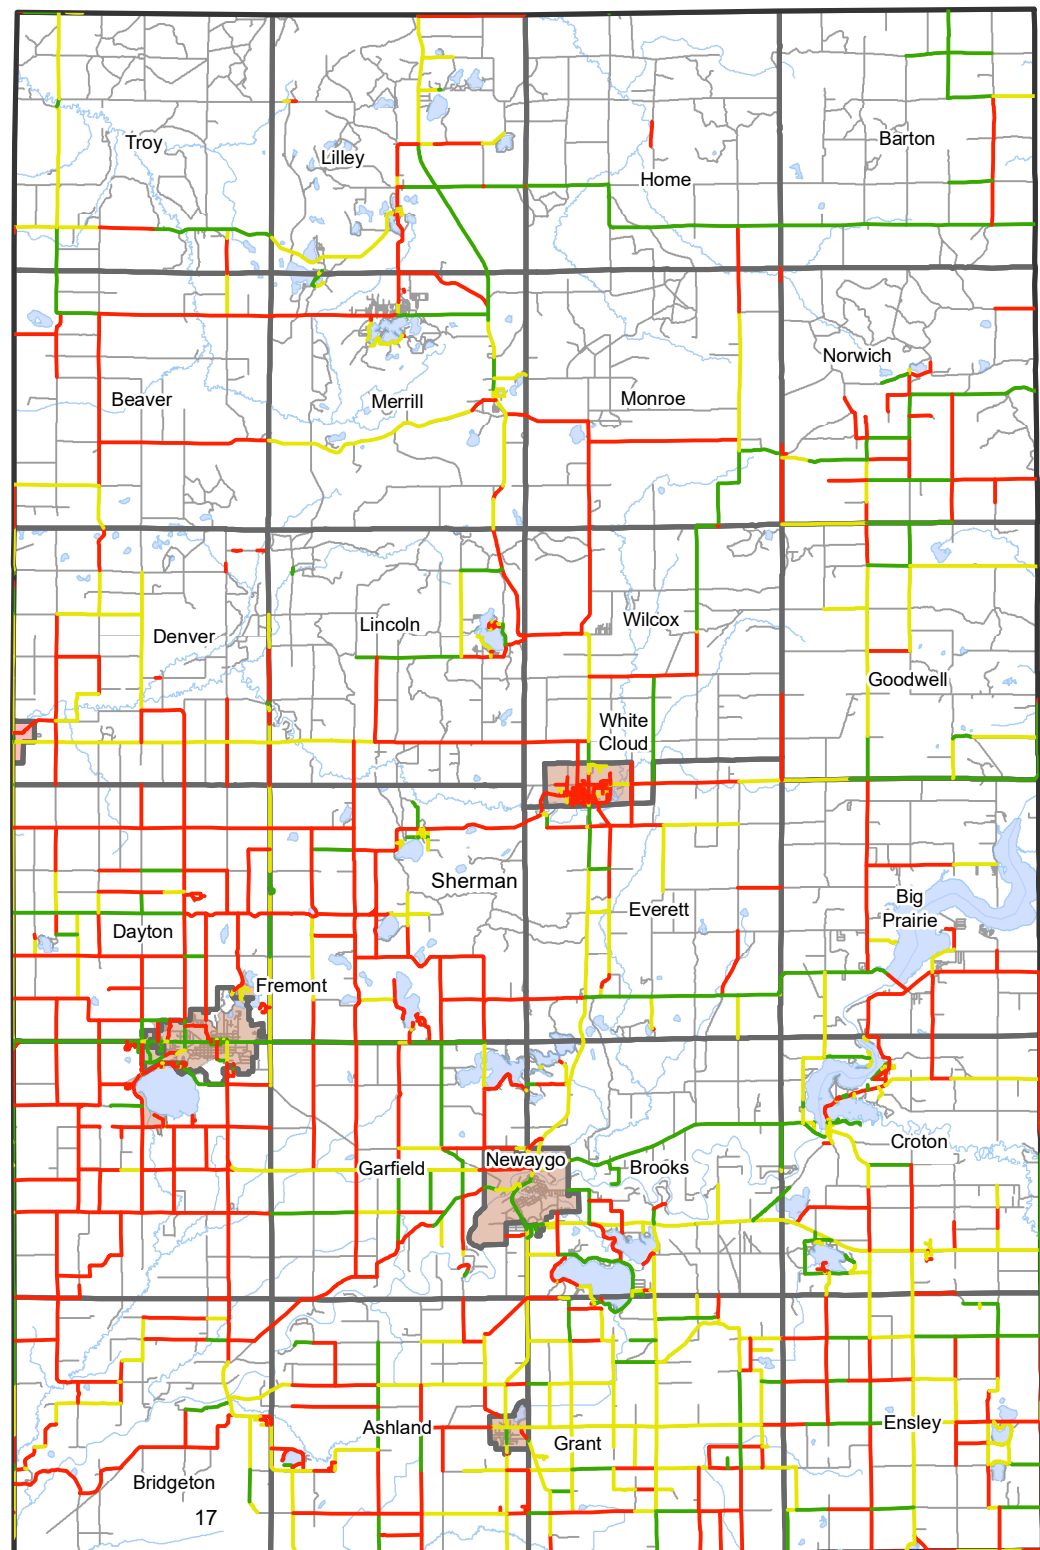 Troy
Lilley
Home
Barton
Beaver
Merrill
Monroe
Norwich
Denver
Lincoln
Wilcox
Goodwell
White
Cloud
Sherman
Everett
Big
Prairie
Dayton
Fremont
Garfield
Newaygo
Brooks
Croton
Bridgeton
Ashland
Grant
Ensley
17